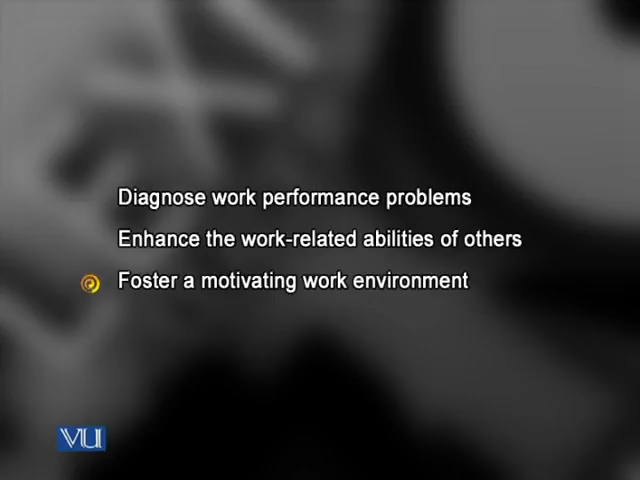 Diagnose work performance problems
Enhance the work-related abilities of others
Foster a motivating work environment
VU